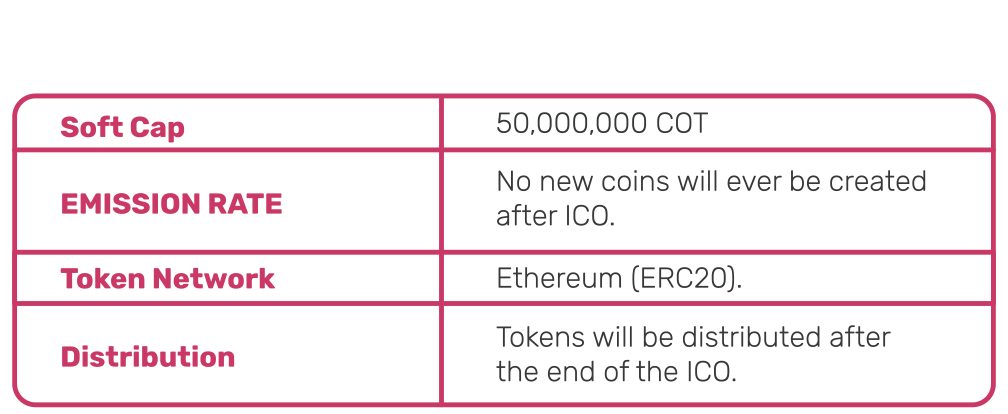 Soft Cap
50,000,000 COT
EMISSION RATE
No new coins will ever be created
after ICO.
Token Network
Ethereum (ERC20).
Distribution
Tokens will be distributed after
the end of the ICO.